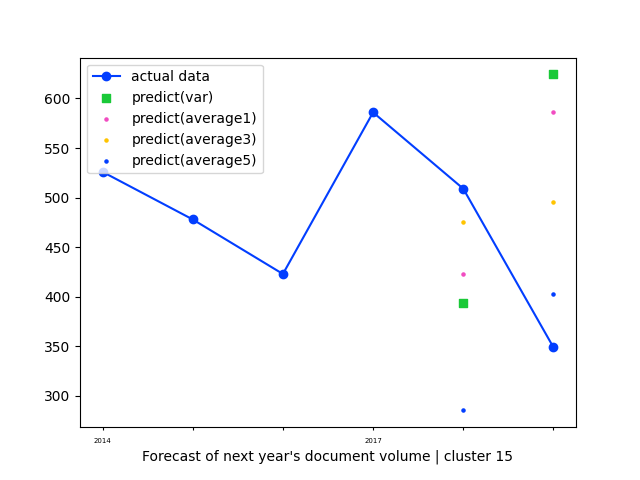 actual data
predict(var)
predict(average1)
predict(average3)
predict(average5)
600
550
500
450
400
350
300
2014
2017
Forecast of next year's document volume | cluster 15